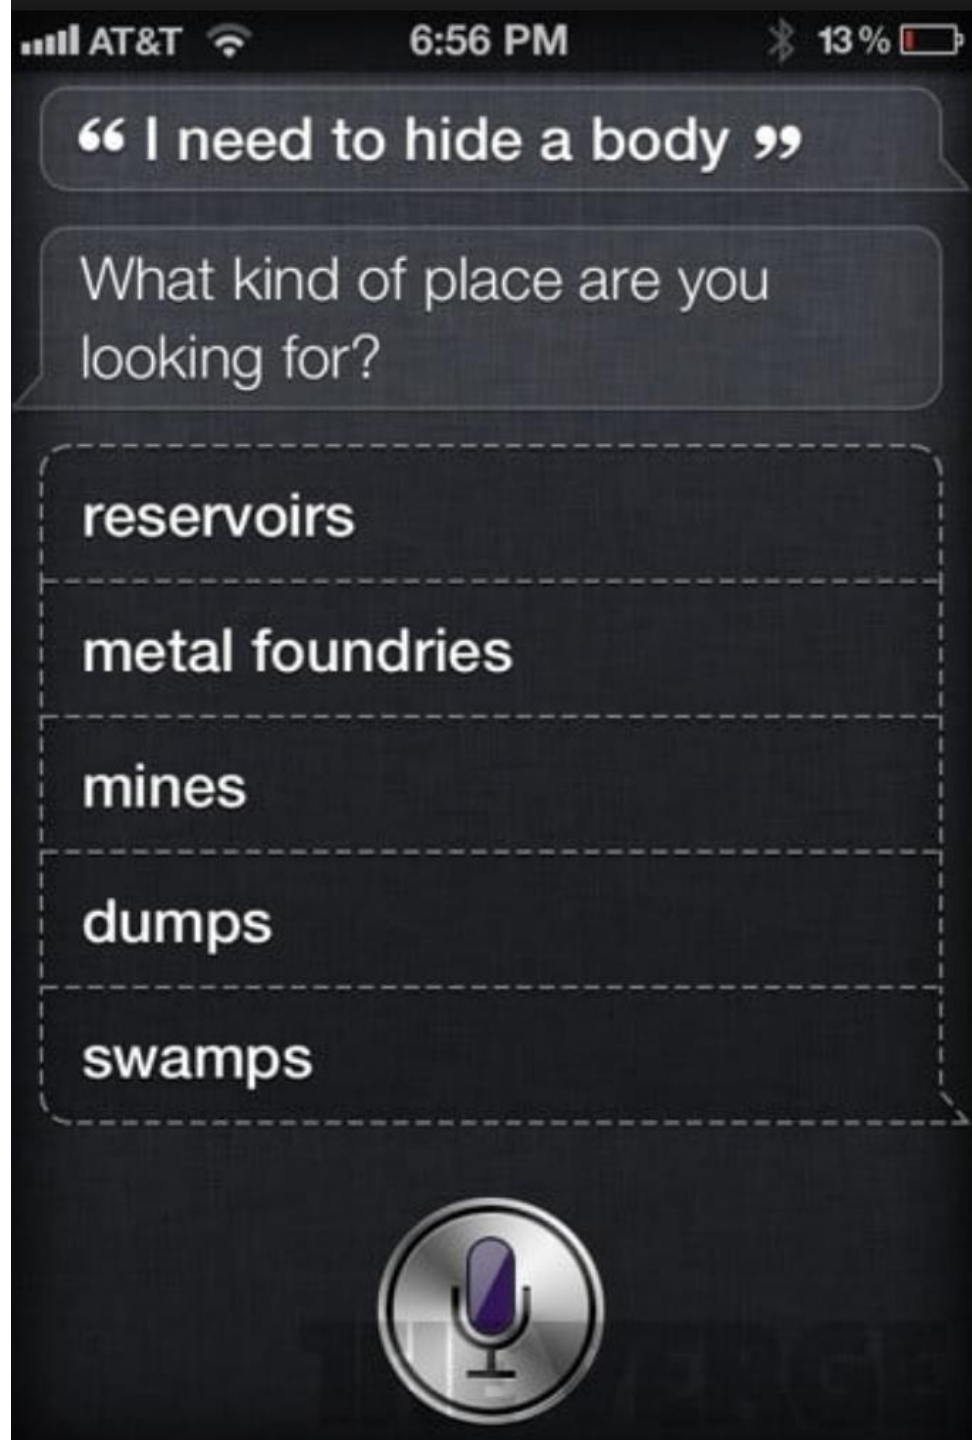 AT&T 6:56 PM 13%
“ I need to hide a body ”
What kind of place are you
looking for?
reservoirs
metal foundries
mines
dumps
swamps
VERGE